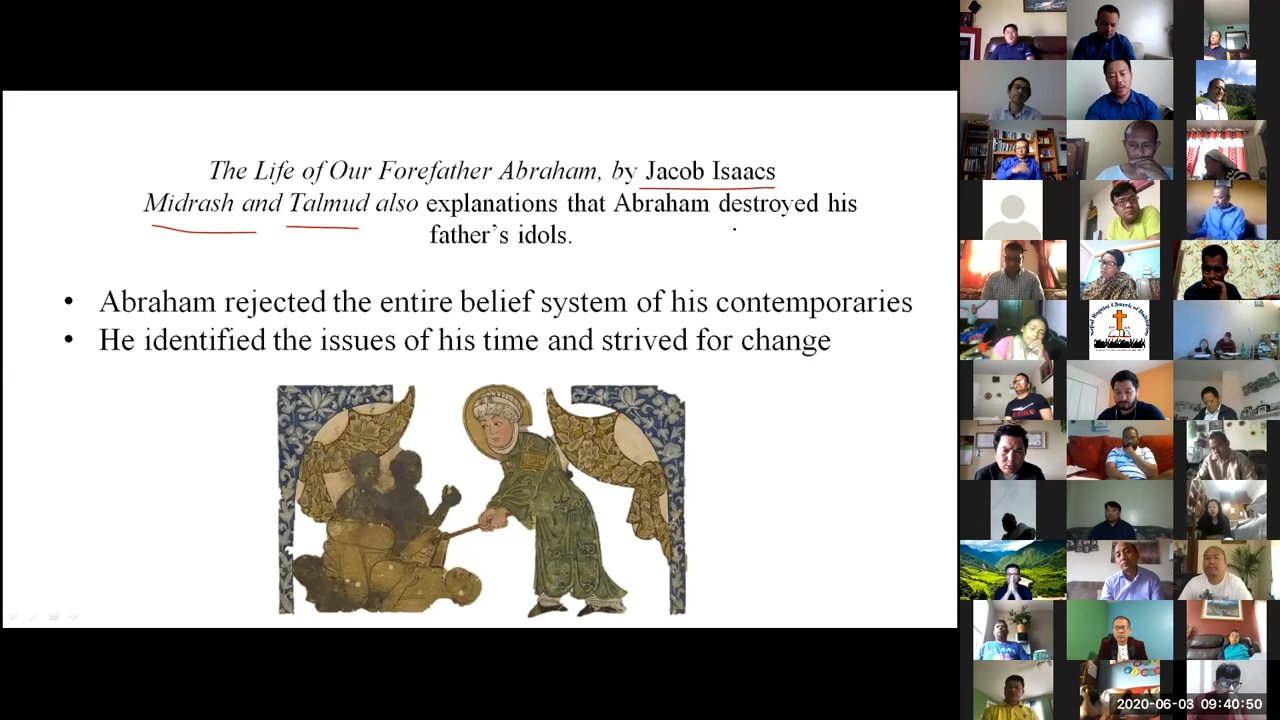 The Life of Our Forefather Abraham, by Jacob Isaacs
Midrash and Talmud also explanations that Abraham destroyed his
father's idols.
• Abraham rejected the entire belief system of his contemporaries
• He identified the issues of his time and strived for change
2020-06-03 09:40:50